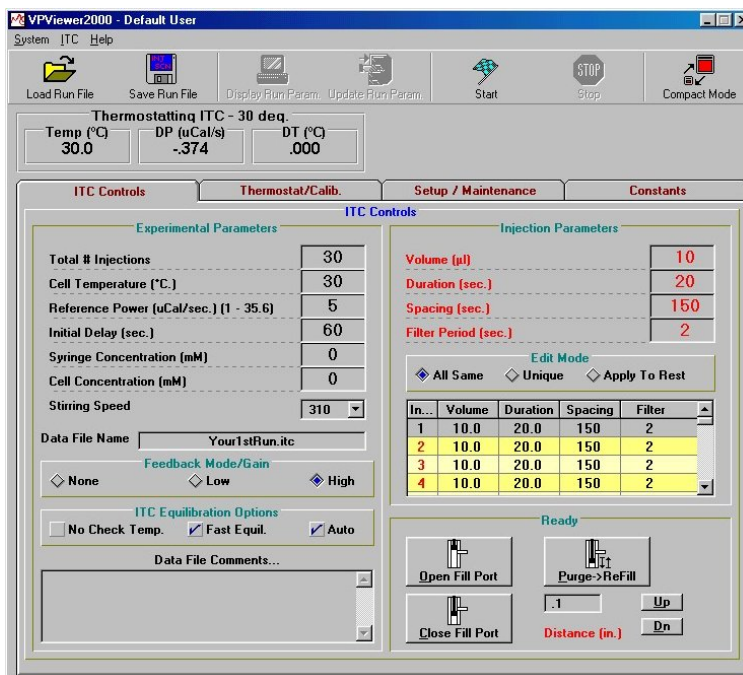 VPViewer2000 - Default User
System ITC Help
Load Run File Save Run File Display Run Param. Update Run Param. Start Stop Compact Mode
INJ SCN
STOP
Thermostatting ITC - 30 deg.
Temp (°C) DP (uCal/s) DT (°C)
30.0 -.374 .000
ITC Controls Thermostat/Calib. Setup / Maintenance Constants
ITC Controls
Experimental Parameters
Total # Injections 30
Cell Temperature (°C.) 30
Reference Power (uCal/sec.) (1 - 35.6) 5
Initial Delay (sec.) 60
Syringe Concentration (mM) 0
Cell Concentration (mM) 0
Stirring Speed 310
Data File Name Your1stRun.itc
Feedback Mode/Gain
None Low High
ITC Equilibration Options
No Check Temp. Fast Equil. Auto
Data File Comments...
Injection Parameters
Volume (µl) 10
Duration (sec.) 20
Spacing (sec.) 150
Filter Period (sec.) 2
Edit Mode
All Same Unique Apply To Rest
In... Volume Duration Spacing Filter
1 10.0 20.0 150 2
2 10.0 20.0 150 2
3 10.0 20.0 150 2
4 10.0 20.0 150 2
Ready
Open Fill Port Purge->ReFill
.1 Up
Close Fill Port Distance (in.) Dn